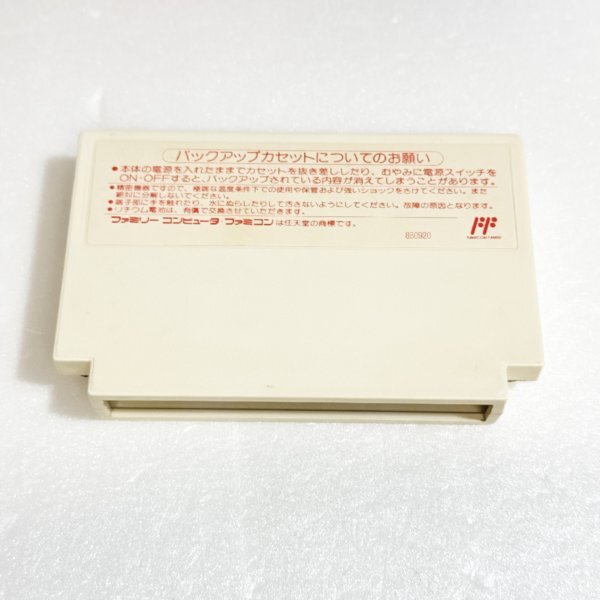 バックアップカセットについてのお願い
●本体の電源を入れたままでカセットを抜き差ししたり、むやみに電源スイッチを
ON・OFFすると、バックアップされている内容が消えてしまうことがあります。
●精密機器ですので、極端な温度条件下での使用や保管および強いショックをさけてください。また
絶対に分解しないでください。
●端子部に手を触れたり、水にぬらしたりして汚さないようにしてください。故障の原因となります。
●リチウム電池は、有償で交換させていただきます。
ファミリー コンピュータ・ファミコンは任天堂の商標です。
880920